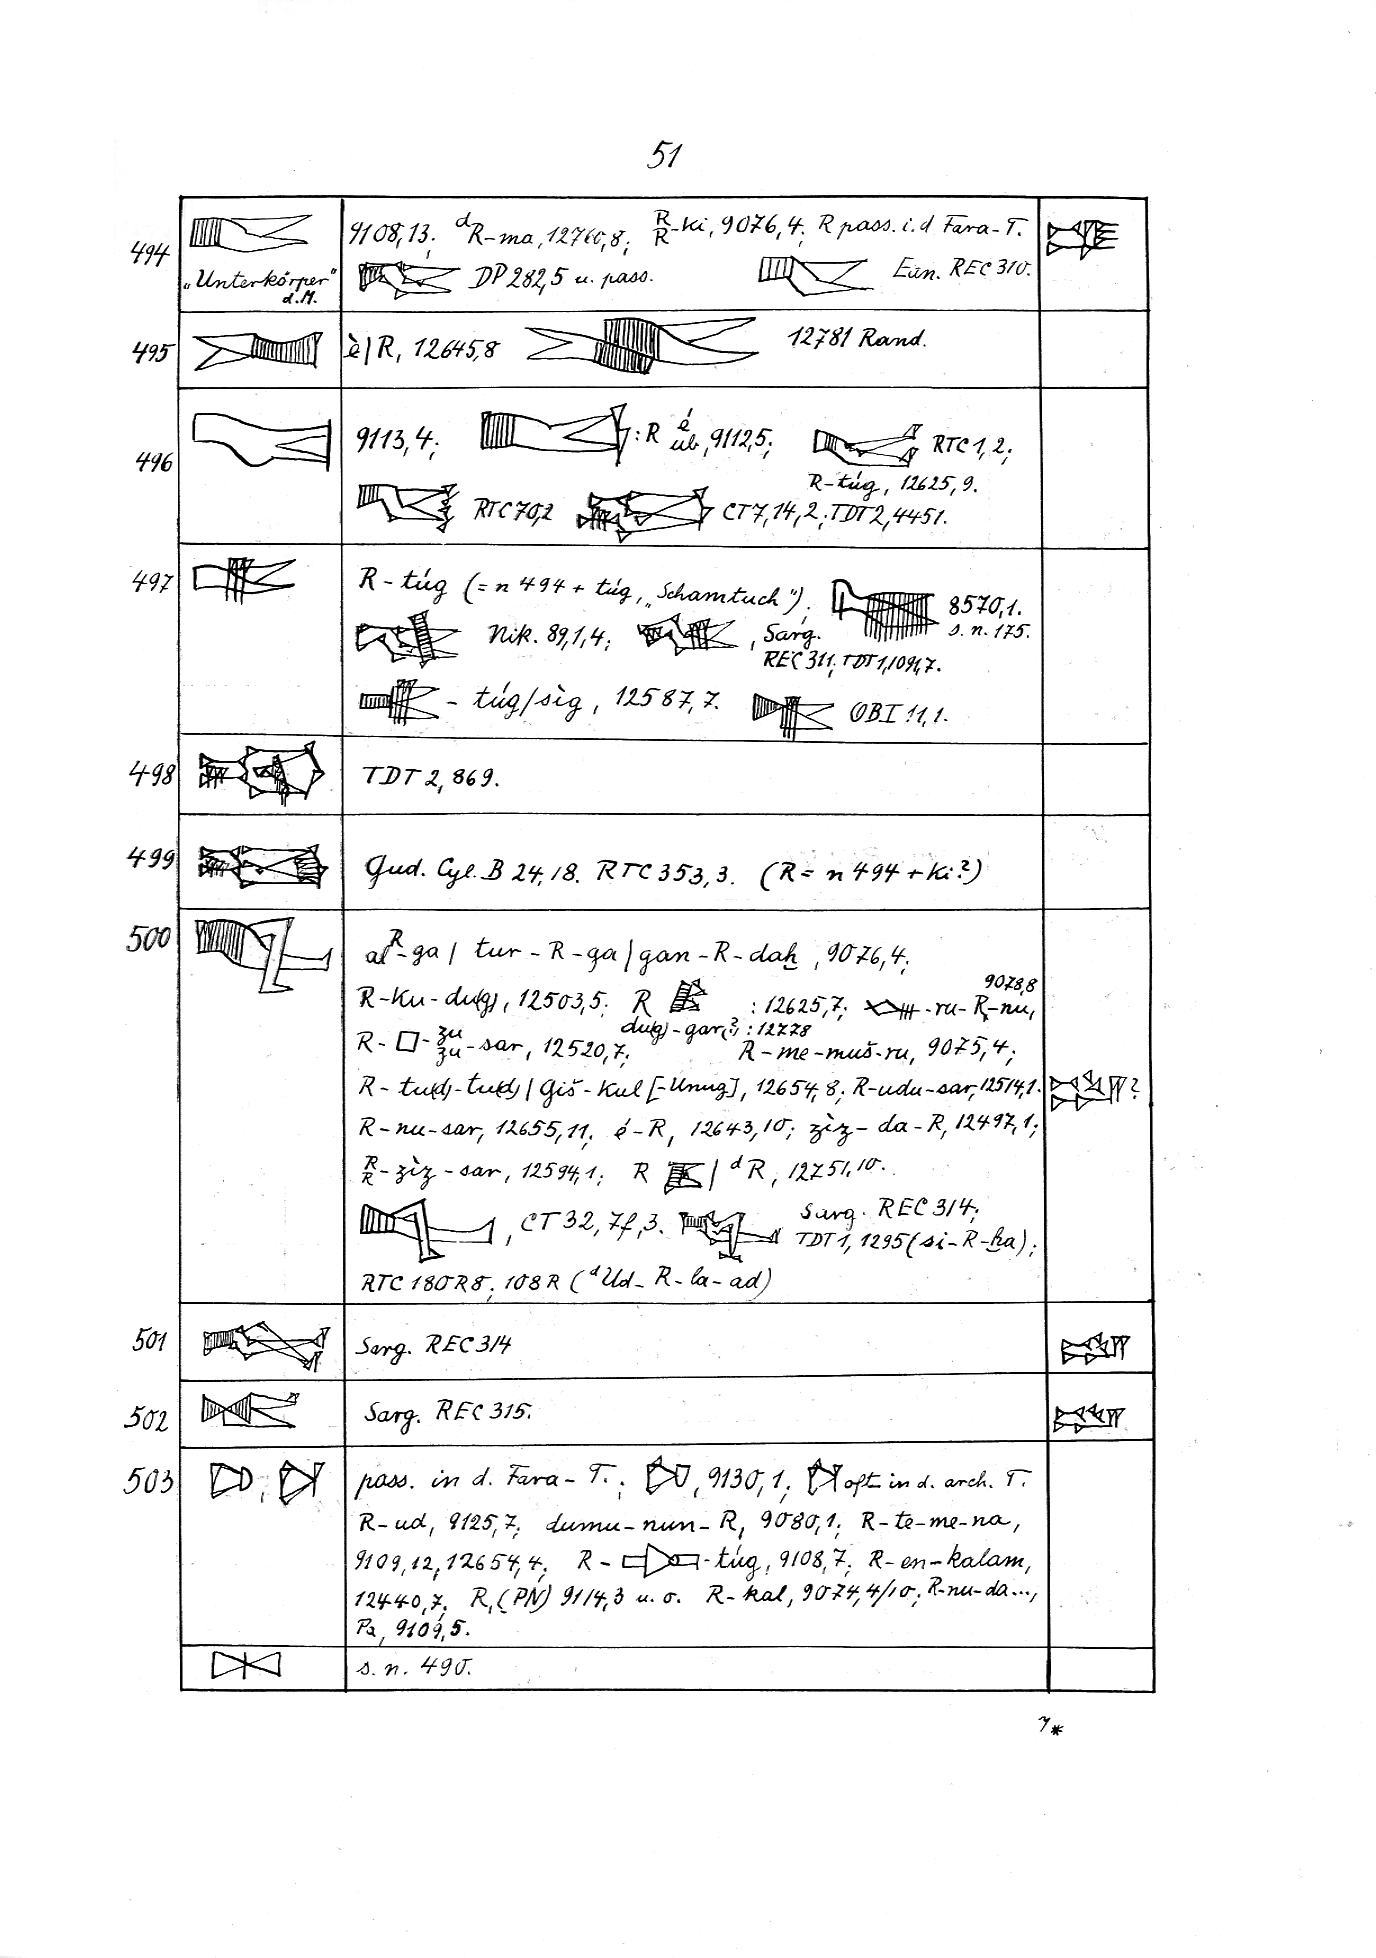 51
494 9108,13. ᵈR-ma, 12760,8; R/R-ki, 9076,4; R pass. i. d Fara-T.
„Unterkörper" d. M. DP 282,5 u. pass. Ean. REC 310.
495 è/R, 12645,8 12781 Rand.
496 9113,4; :R é ub, 9112,5; RTC 1,2;
R-túg, 12625,9.
RTC 70,2 CT 7,14,2; TDT 2,4451.
497 R-túg (= n 494 + túg, „Schamtuch"); 8570,1.
s. n. 175.
Nik. 89,1,4; , Sarg.
REC 311; TDT 1,1091,7.
-túg/sìg, 12587,7. OBI 11,1.
498 TDT 2, 869.
499 Gud. Cyl. B 24,18. RTC 353,3. (R = n 494 + ki?)
500 al-R-ga/ tur-R-ga/gan-R-daḫ, 9076,4;
9078,8
R-ku-du(g), 12503,5; R :12625,7; -ru-R-nu,
du(g)-gar(?) : 12778
R-□-zu/zu-sar, 12520,7; R-me-muš-ru, 9075,4;
R-tu(d)-tu(d)/Giš-kul[-Unug], 12654,8; R-udu-sar, 12514,1. ?
R-nu-sar, 12655,11; é-R, 12643,10; zìz-da-R, 12497,1;
R/R-zìz-sar, 12594,1; R /ᵈR, 12751,10.
, CT 32,7f,3. Sarg. REC 314;
TDT 1, 1295 (si-R-ḫa);
RTC 180 R 8; 108 R (ᵈUd-R-la-ad)
501 Sarg. REC 314
502 Sarg. REC 315.
503 pass. in d. Fara-T.; , 9130,1; oft in d. arch. T.
R-ud, 9125,7; dumu-nun-R, 9080,1; R-te-me-na,
9109,12; 12654,4; R- -túg, 9108,7; R-en-kalam,
12440,7; R, (PN) 9114,3 u. o. R-kal, 9074,4/10; R-nu-da...,
Pa, 9109,5.
s. n. 490.
7*